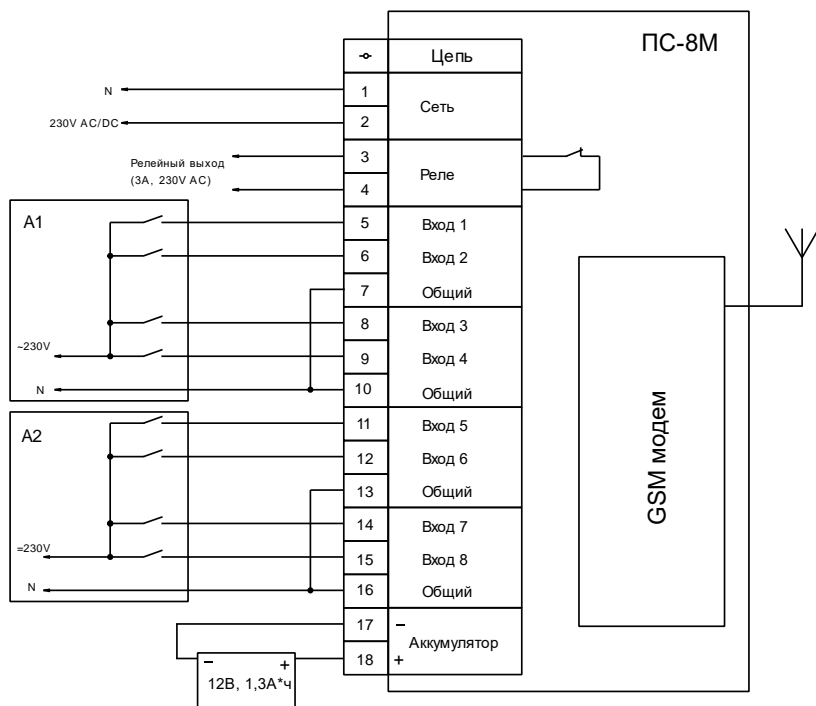 ПС-8М
Цепь
1
N
Сеть
2
230V AC/DC
3
Релейный выход
(3А, 230V AC)
Реле
4
А1
5
Вход 1
6
Вход 2
7
Общий
8
Вход 3
~230V
9
Вход 4
N
10
Общий
А2
11
Вход 5
12
Вход 6
13
Общий
14
Вход 7
=230V
15
Вход 8
N
16
Общий
17
–
Аккумулятор
18
+
– +
12В, 1,3А*ч
GSM модем